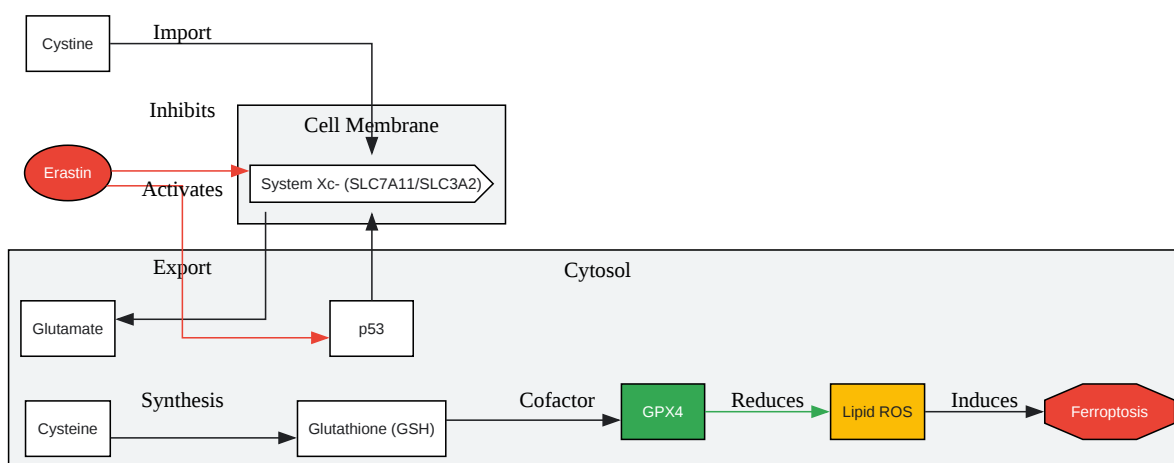 Import
Cystine
Inhibits
Cell Membrane
Erastin
System Xc- (SLC7A11/SLC3A2)
Activates
Export
Cytosol
Glutamate
p53
Synthesis
Cofactor
Reduces
Induces
Cysteine
Glutathione (GSH)
GPX4
Lipid ROS
Ferroptosis